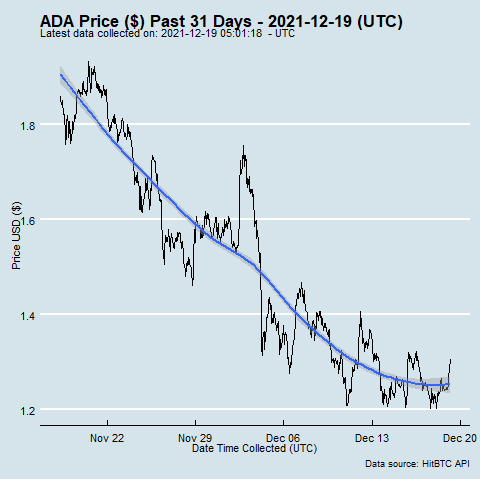 ADA Price ($) Past 31 Days - 2021-12-19 (UTC)
Latest data collected on: 2021-12-19 05:01:18  - UTC
Price USD ($)
1.8
1.6
1.4
1.2
Nov 22 Nov 29 Dec 06 Dec 13 Dec 20
Date Time Collected (UTC)
Data source: HitBTC API